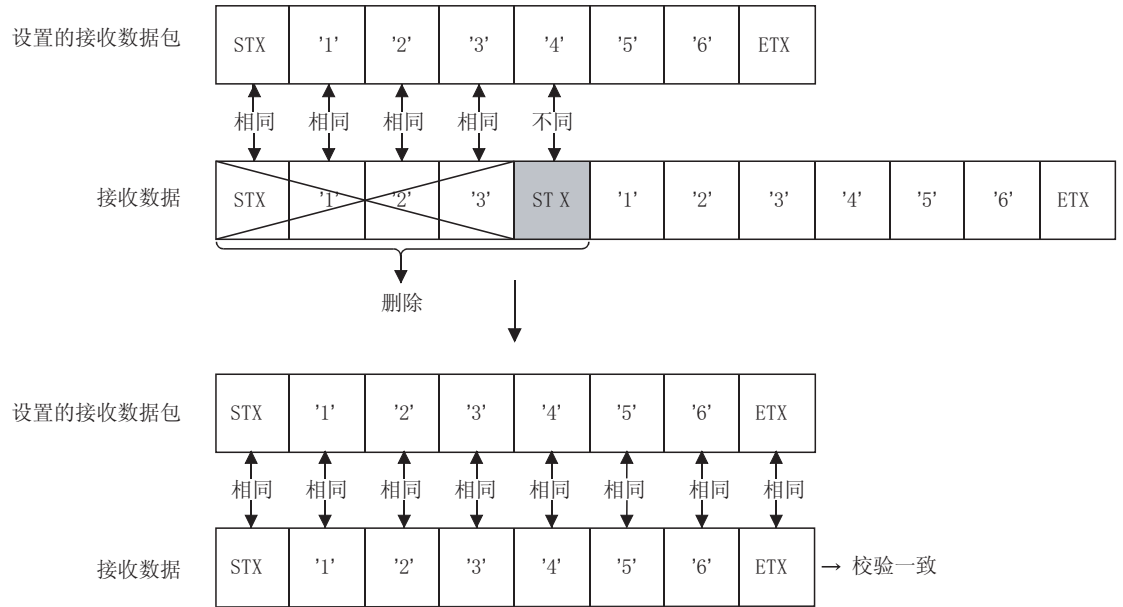 设置的接收数据包 STX '1' '2' '3' '4' '5' '6' ETX
相同 相同 相同 相同 不同
接收数据 STX '1' '2' '3' ST X '1' '2' '3' '4' '5' '6' ETX
删除
设置的接收数据包 STX '1' '2' '3' '4' '5' '6' ETX
相同 相同 相同 相同 相同 相同 相同 相同
接收数据 STX '1' '2' '3' '4' '5' '6' ETX → 校验一致